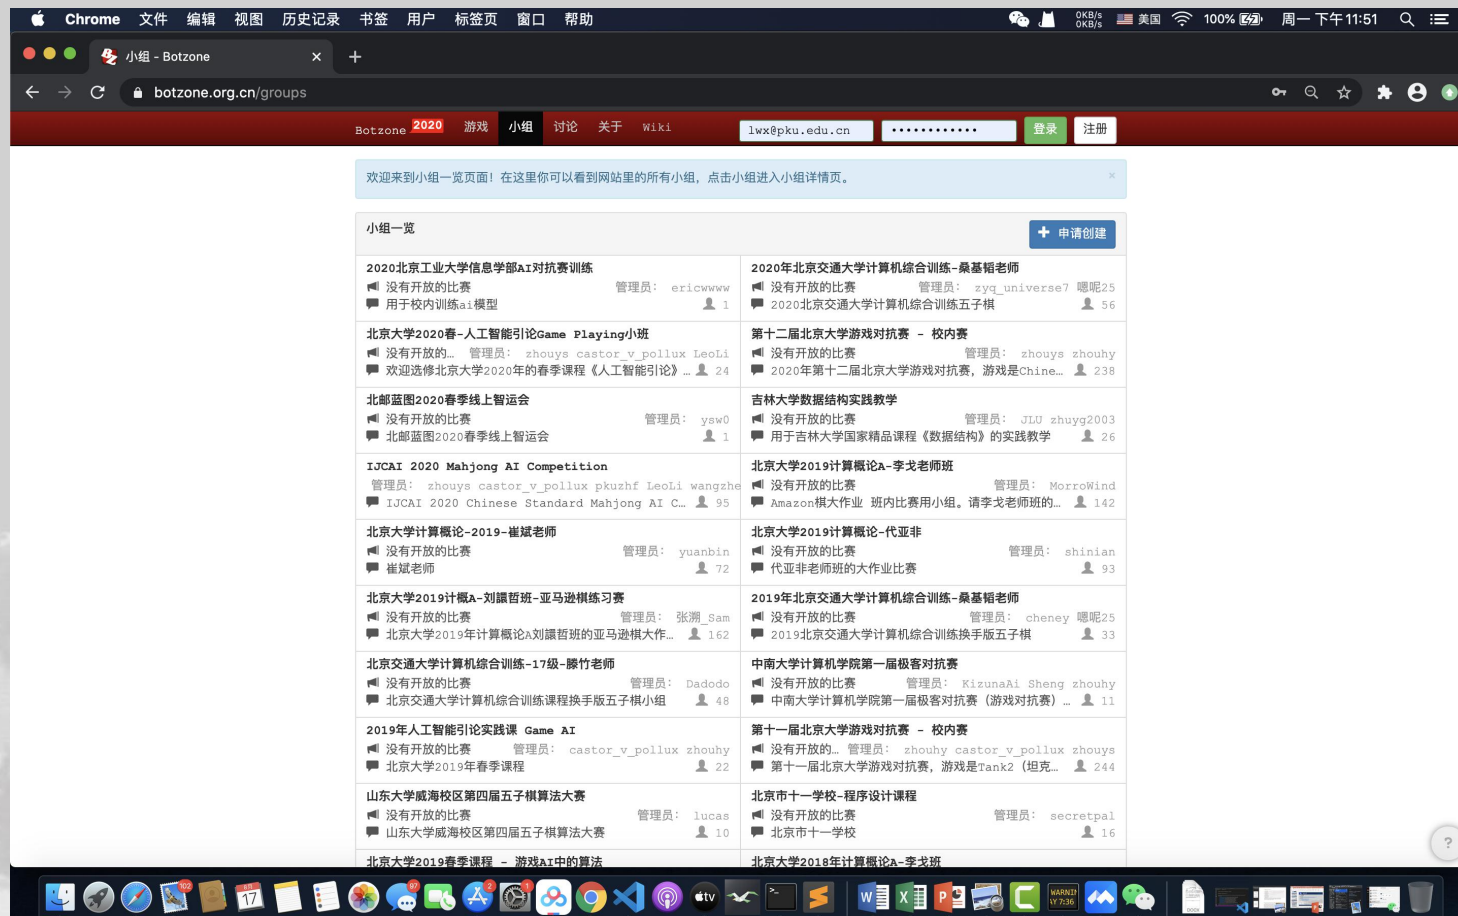 Chrome 文件 编辑 视图 历史记录 书签 用户 标签页 窗口 帮助 0KB/s 0KB/s 美国 100% 周一下午11:51
小组 - Botzone
botzone.org.cn/groups
Botzone 2020 游戏 小组 讨论 关于 Wiki lwx@pku.edu.cn •••••••••••• 登录 注册
欢迎来到小组一览页面！在这里你可以看到网站里的所有小组，点击小组进入小组详情页。 ×
小组一览 申请创建
2020北京工业大学信息学部AI对抗赛训练
没有开放的比赛 管理员： ericwwww
用于校内训练ai模型 1
2020年北京交通大学计算机综合训练-桑基韬老师
没有开放的比赛 管理员： zyq_universe7 嗯呢25
2020北京交通大学计算机综合训练五子棋 56
北京大学2020春-人工智能引论Game Playing小班
没有开放的… 管理员： zhouys castor_v_pollux LeoLi
欢迎选修北京大学2020年的春季课程《人工智能引论》… 24
第十二届北京大学游戏对抗赛 - 校内赛
没有开放的比赛 管理员： zhouys zhouhy
2020年第十二届北京大学游戏对抗赛，游戏是Chine… 238
北邮蓝图2020春季线上智运会
没有开放的比赛 管理员： ysw0
北邮蓝图2020春季线上智运会 1
吉林大学数据结构实践教学
没有开放的比赛 管理员： JLU zhuyg2003
用于吉林大学国家精品课程《数据结构》的实践教学 26
IJCAI 2020 Mahjong AI Competition
管理员： zhouys castor_v_pollux pkuzhf LeoLi wangzhe
IJCAI 2020 Chinese Standard Mahjong AI C… 95
北京大学2019计算概论A-李戈老师班
没有开放的比赛 管理员： MorroWind
Amazon棋大作业 班内比赛用小组。请李戈老师班的… 142
北京大学计算概论-2019-崔斌老师
没有开放的比赛 管理员： yuanbin
崔斌老师 72
北京大学2019计算概论-代亚非
没有开放的比赛 管理员： shinian
代亚非老师班的大作业比赛 93
北京大学2019计概A-刘譞哲班-亚马逊棋练习赛
没有开放的比赛 管理员： 张溯_Sam
北京大学2019年计算概论A刘譞哲班的亚马逊棋大作… 162
2019年北京交通大学计算机综合训练-桑基韬老师
没有开放的比赛 管理员： cheney 嗯呢25
2019北京交通大学计算机综合训练换手版五子棋 33
北京交通大学计算机综合训练-17级-滕竹老师
没有开放的比赛 管理员： Dadodo
北京交通大学计算机综合训练课程换手版五子棋小组 48
中南大学计算机学院第一届极客对抗赛
没有开放的比赛 管理员： KizunaAi Sheng zhouhy
中南大学计算机学院第一届极客对抗赛（游戏对抗赛）… 11
2019年人工智能引论实践课 Game AI
没有开放的比赛 管理员： castor_v_pollux zhouhy
北京大学2019年春季课程 22
第十一届北京大学游戏对抗赛 - 校内赛
没有开放的… 管理员： zhouhy castor_v_pollux zhouys
第十一届北京大学游戏对抗赛，游戏是Tank2（坦克… 244
山东大学威海校区第四届五子棋算法大赛
没有开放的比赛 管理员： lucas
山东大学威海校区第四届五子棋算法大赛 10
北京市十一学校-程序设计课程
没有开放的比赛 管理员： secretpal
北京市十一学校 16
北京大学2019春季课程 - 游戏AI中的算法
北京大学2018年计算概论A-李戈班
?
102 8月 17 97 2 1 tv W X P C